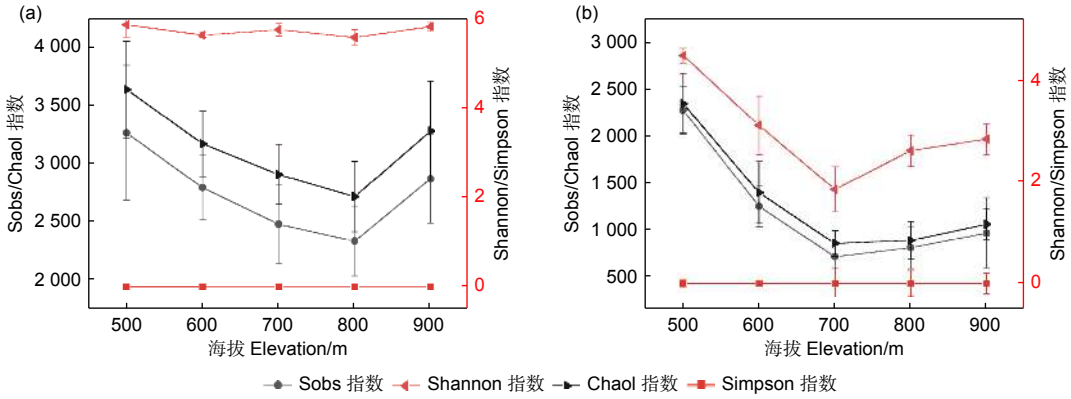 (a)
(b)
6
4 000
3 500
3 000
2 500
2 000
4
2
0
Sobs/Chaol 指数
Shannon/Simpson 指数
500 600 700 800 900
海拔 Elevation/m
3 000
2 500
2 000
1 500
1 000
500
4
2
0
Sobs/Chaol 指数
Shannon/Simpson 指数
500 600 700 800 900
海拔 Elevation/m
Sobs 指数 Shannon 指数 Chaol 指数 Simpson 指数